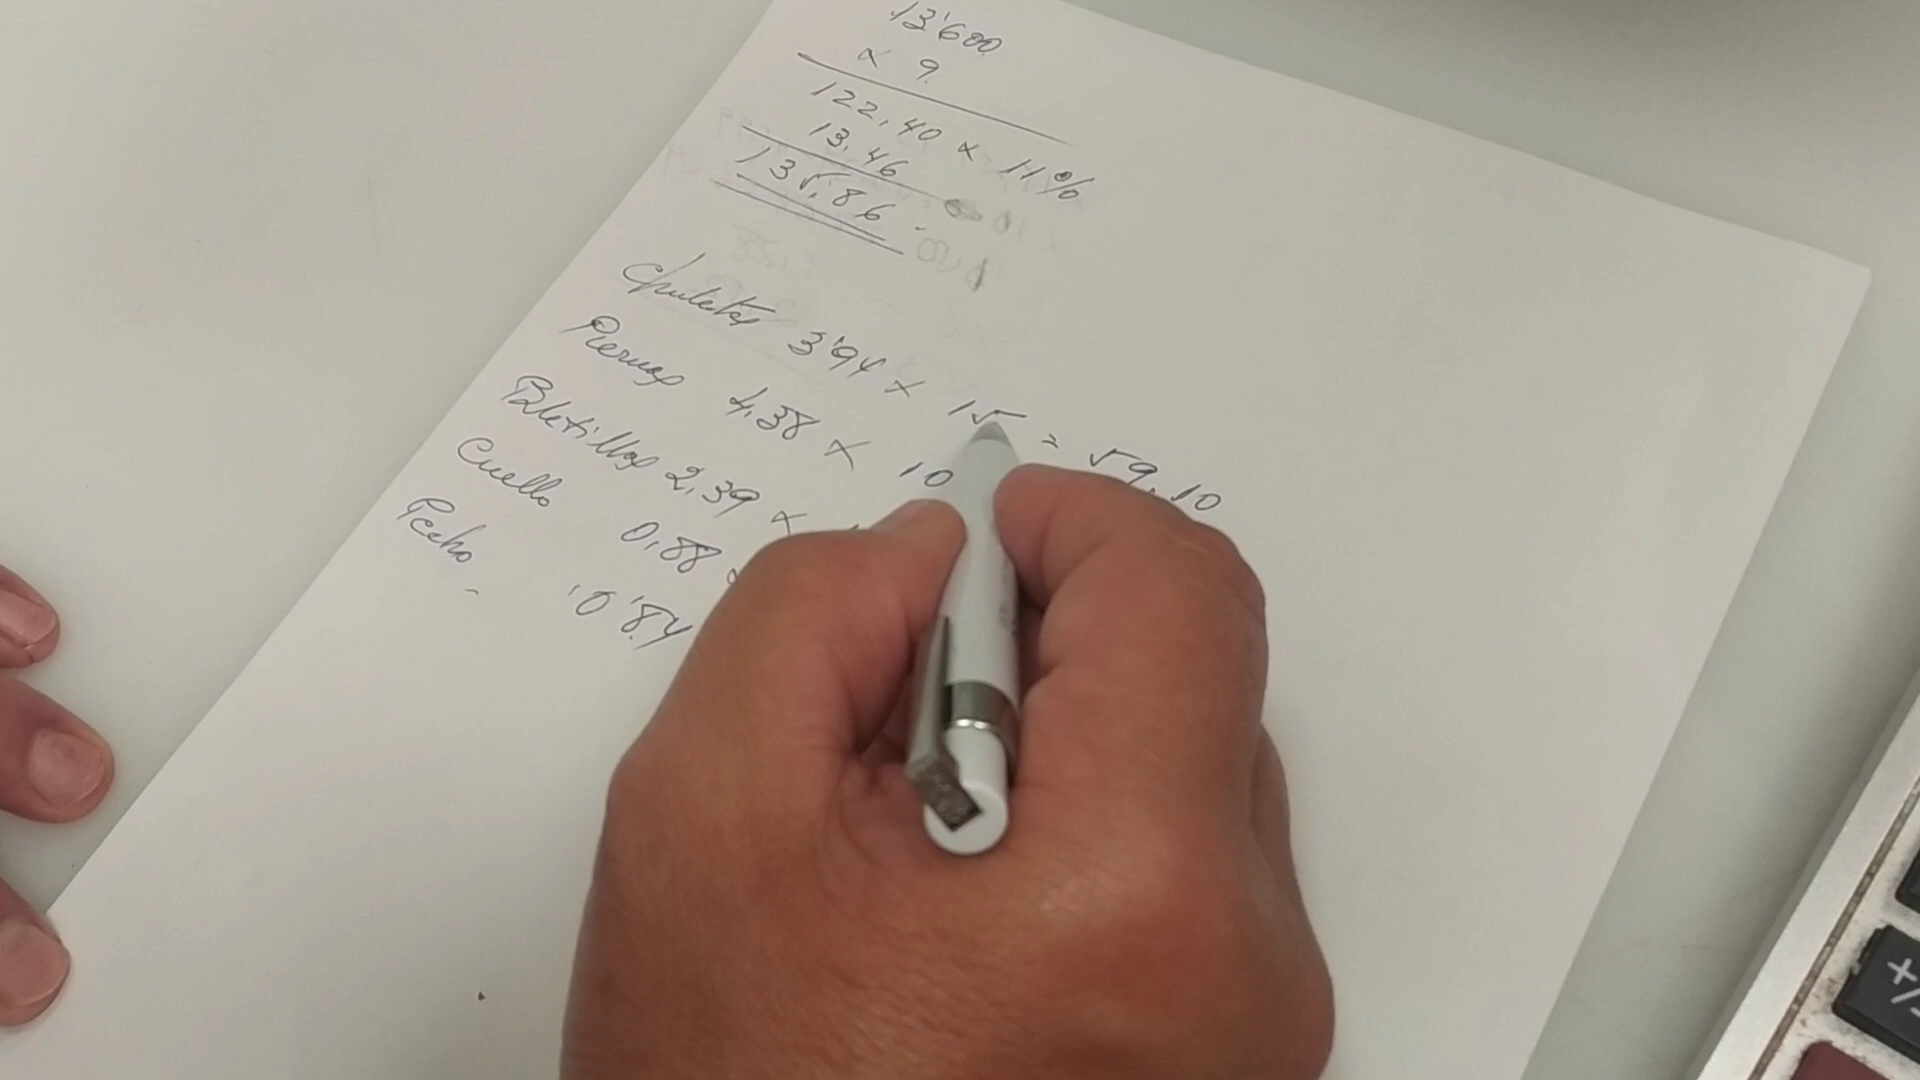 13'600
x 9
122,40 x 11%
13,46
135,86
Chuletas 3'94 x 15 = 59,10
Piernas 4,38 x 10
Paletillas 2,39 x
Cuello 0,88
Pecho 0'84
+/